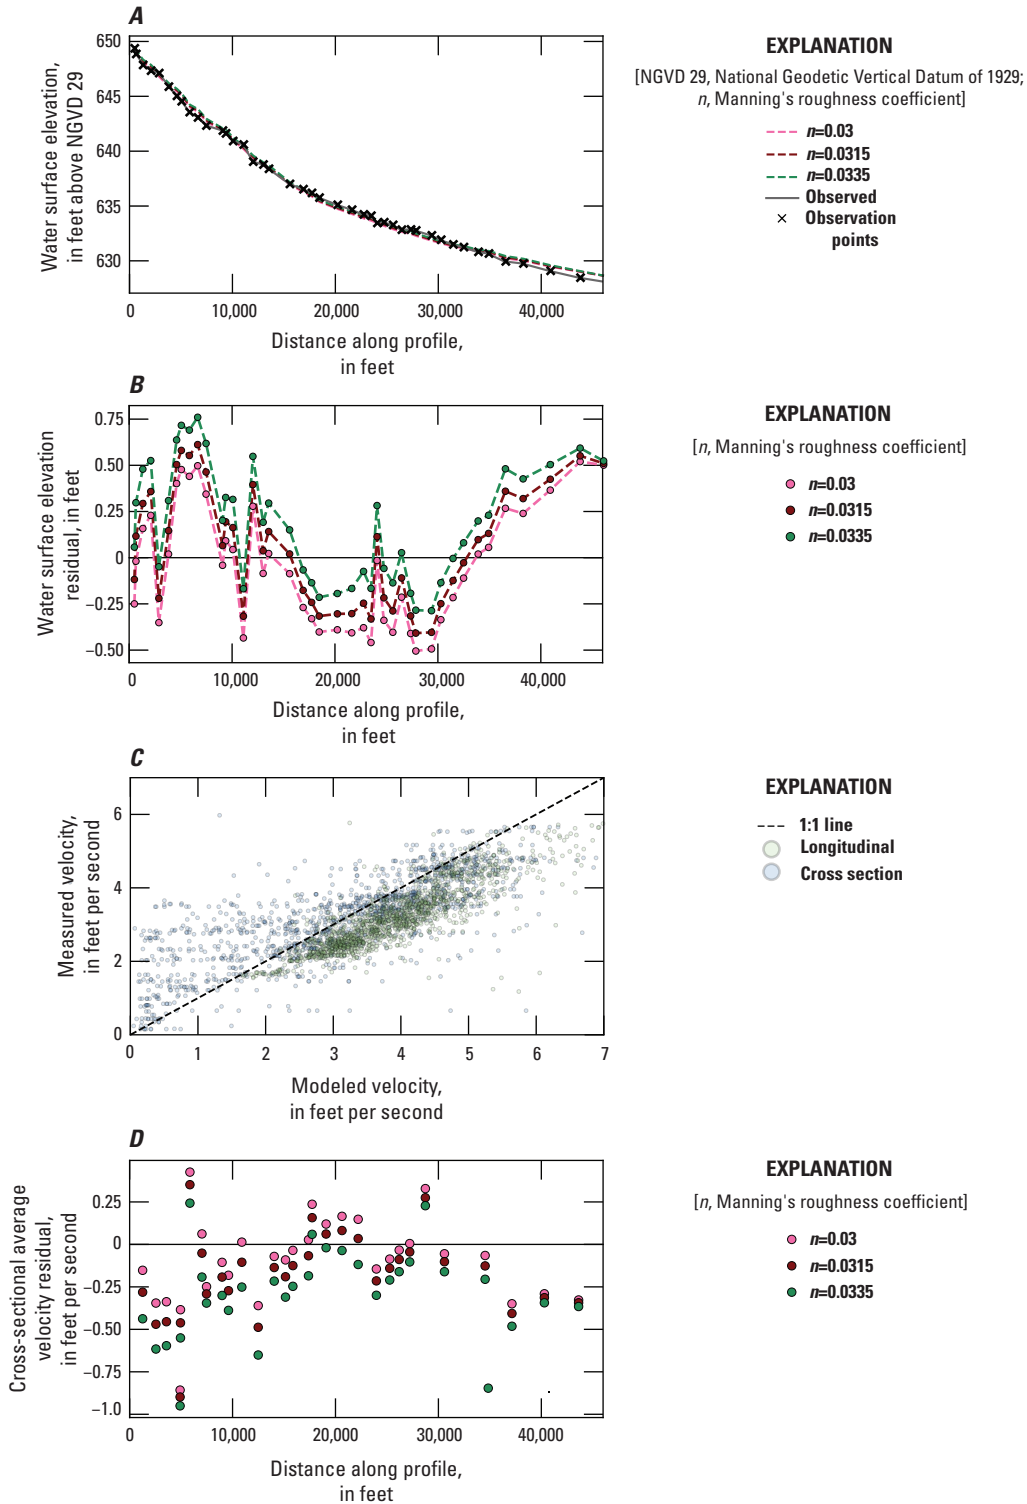 A
Water surface elevation,
in feet above NGVD 29
650
645
640
635
630
0 10,000 20,000 30,000 40,000
Distance along profile,
in feet
EXPLANATION
[NGVD 29, National Geodetic Vertical Datum of 1929;
n, Manning's roughness coefficient]
n=0.03
n=0.0315
n=0.0335
Observed
Observation
points
B
Water surface elevation
residual, in feet
0.75
0.50
0.25
0
−0.25
−0.50
0 10,000 20,000 30,000 40,000
Distance along profile,
in feet
EXPLANATION
[n, Manning's roughness coefficient]
n=0.03
n=0.0315
n=0.0335
C
Measured velocity,
in feet per second
6
4
2
0
0 1 2 3 4 5 6 7
Modeled velocity,
in feet per second
EXPLANATION
1:1 line
Longitudinal
Cross section
D
Cross-sectional average
velocity residual,
in feet per second
0.25
0
−0.25
−0.50
−0.75
−1.0
0 10,000 20,000 30,000 40,000
Distance along profile,
in feet
EXPLANATION
[n, Manning's roughness coefficient]
n=0.03
n=0.0315
n=0.0335